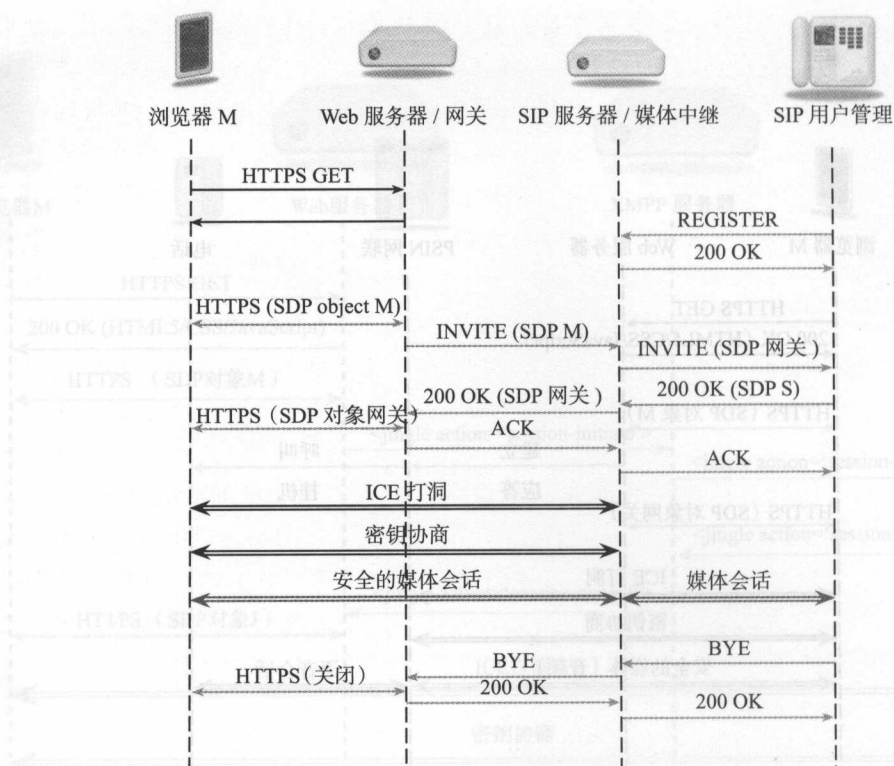 浏览器 M
Web 服务器 / 网关
SIP 服务器 / 媒体中继
SIP 用户管理
HTTPS GET
REGISTER
200 OK
HTTPS (SDP object M)
INVITE (SDP M)
INVITE (SDP 网关 )
200 OK (SDP S)
200 OK (SDP 网关 )
HTTPS（SDP 对象网关）
ACK
ACK
ICE 打洞
密钥协商
安全的媒体会话
媒体会话
BYE
BYE
HTTPS（关闭）
200 OK
200 OK